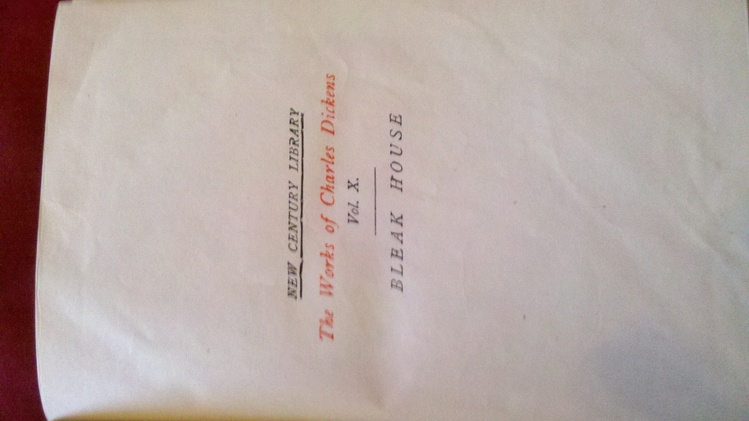 NEW CENTURY LIBRARY
The Works of Charles Dickens
Vol. X.
BLEAK HOUSE